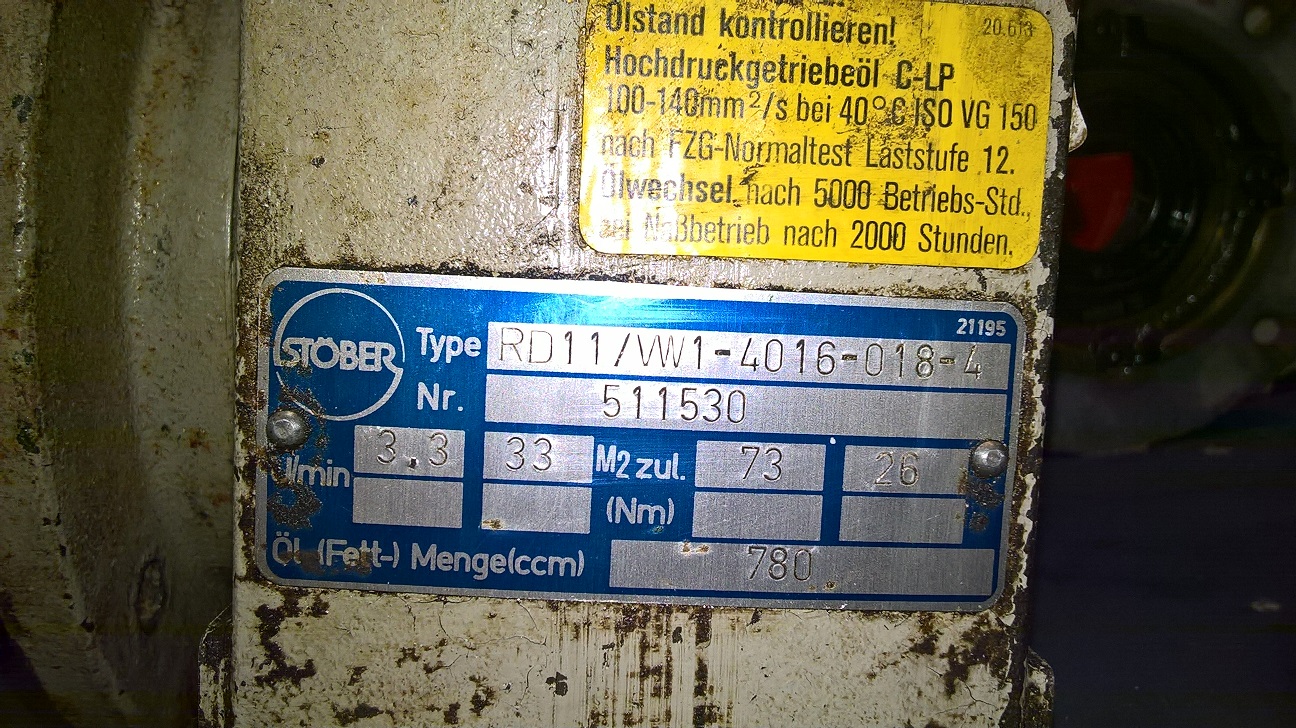 Ölstand kontrollieren! 20.613
Hochdruckgetriebeöl C-LP
100-140mm²/s bei 40°C ISO VG 150
nach FZG-Normaltest Laststufe 12.
Ölwechsel nach 5000 Betriebs-Std.,
bei Naßbetrieb nach 2000 Stunden.
21195
STÖBER
Type RD11/VW1-4016-018-4
Nr. 511530
/min 3.3 33 M2 zul. 73 26
(Nm)
Öl (Fett-) Menge(ccm) 780